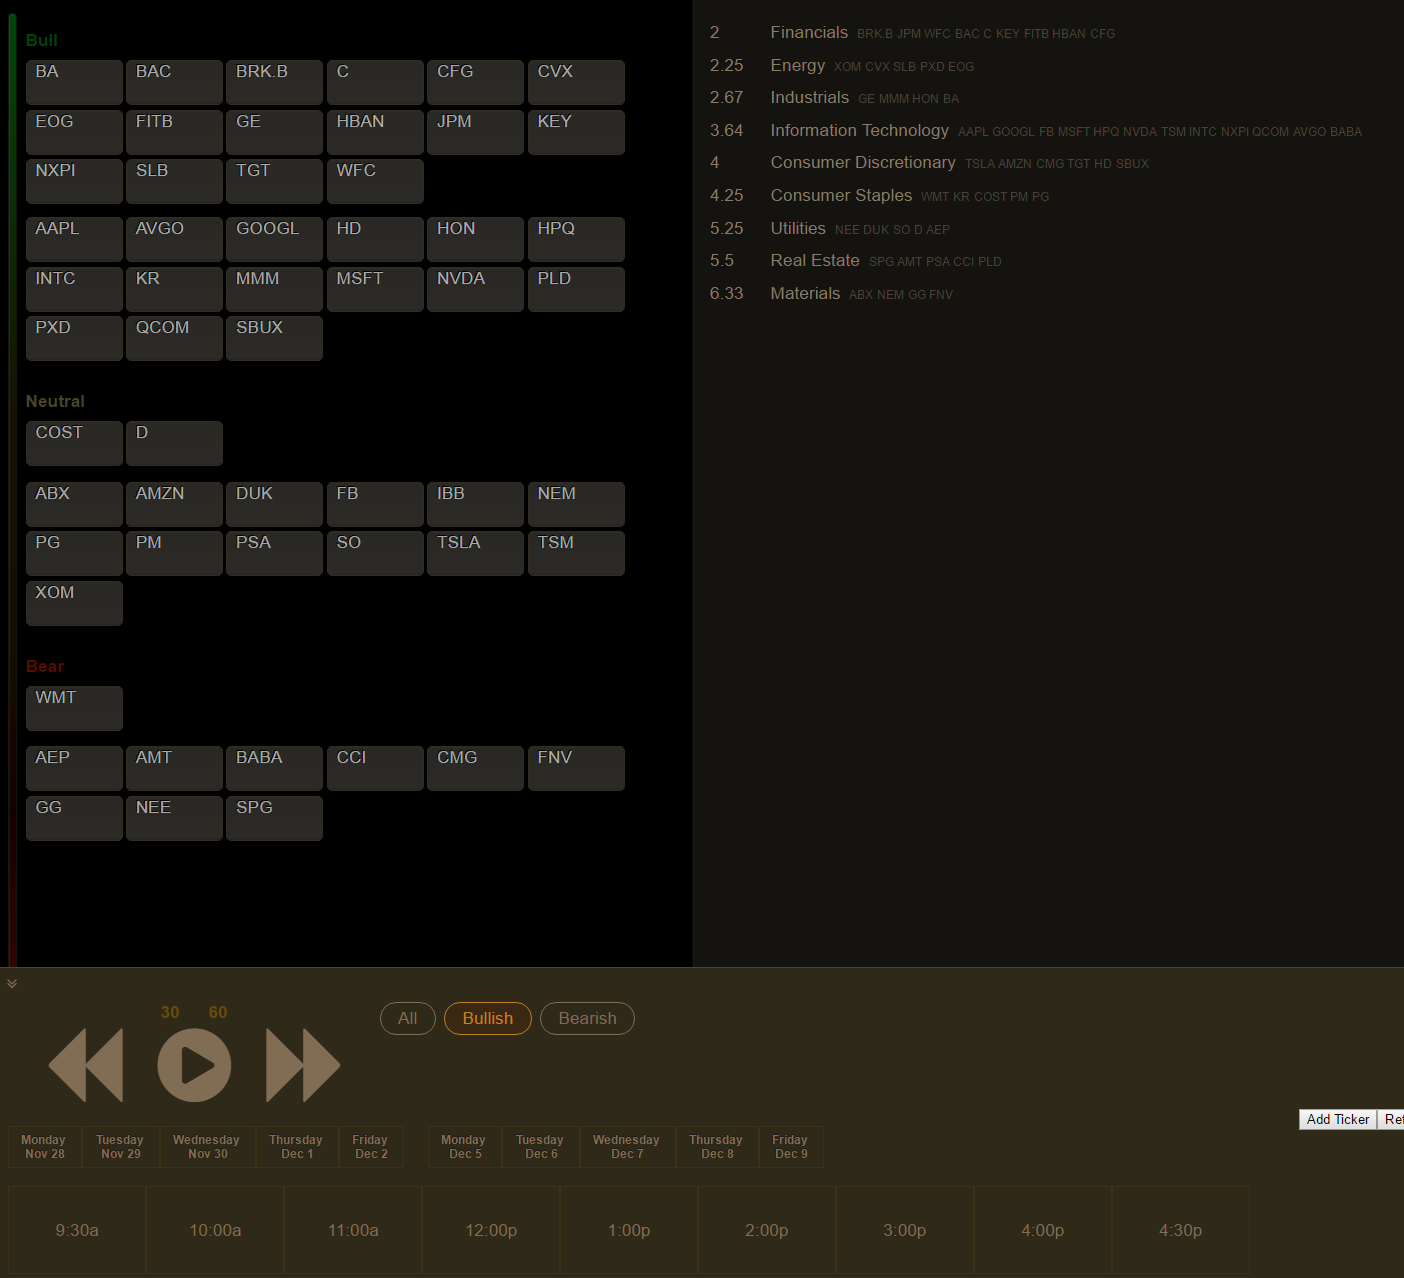 Bull
BA BAC BRK.B C CFG CVX
EOG FITB GE HBAN JPM KEY
NXPI SLB TGT WFC
AAPL AVGO GOOGL HD HON HPQ
INTC KR MMM MSFT NVDA PLD
PXD QCOM SBUX
Neutral
COST D
ABX AMZN DUK FB IBB NEM
PG PM PSA SO TSLA TSM
XOM
Bear
WMT
AEP AMT BABA CCI CMG FNV
GG NEE SPG
2 Financials BRK.B JPM WFC BAC C KEY FITB HBAN CFG
2.25 Energy XOM CVX SLB PXD EOG
2.67 Industrials GE MMM HON BA
3.64 Information Technology AAPL GOOGL FB MSFT HPQ NVDA TSM INTC NXPI QCOM AVGO BABA
4 Consumer Discretionary TSLA AMZN CMG TGT HD SBUX
4.25 Consumer Staples WMT KR COST PM PG
5.25 Utilities NEE DUK SO D AEP
5.5 Real Estate SPG AMT PSA CCI PLD
6.33 Materials ABX NEM GG FNV
30 60
All Bullish Bearish
Add Ticker Ref
Monday Tuesday Wednesday Thursday Friday Monday Tuesday Wednesday Thursday Friday
Nov 28 Nov 29 Nov 30 Dec 1 Dec 2 Dec 5 Dec 6 Dec 7 Dec 8 Dec 9
9:30a 10:00a 11:00a 12:00p 1:00p 2:00p 3:00p 4:00p 4:30p